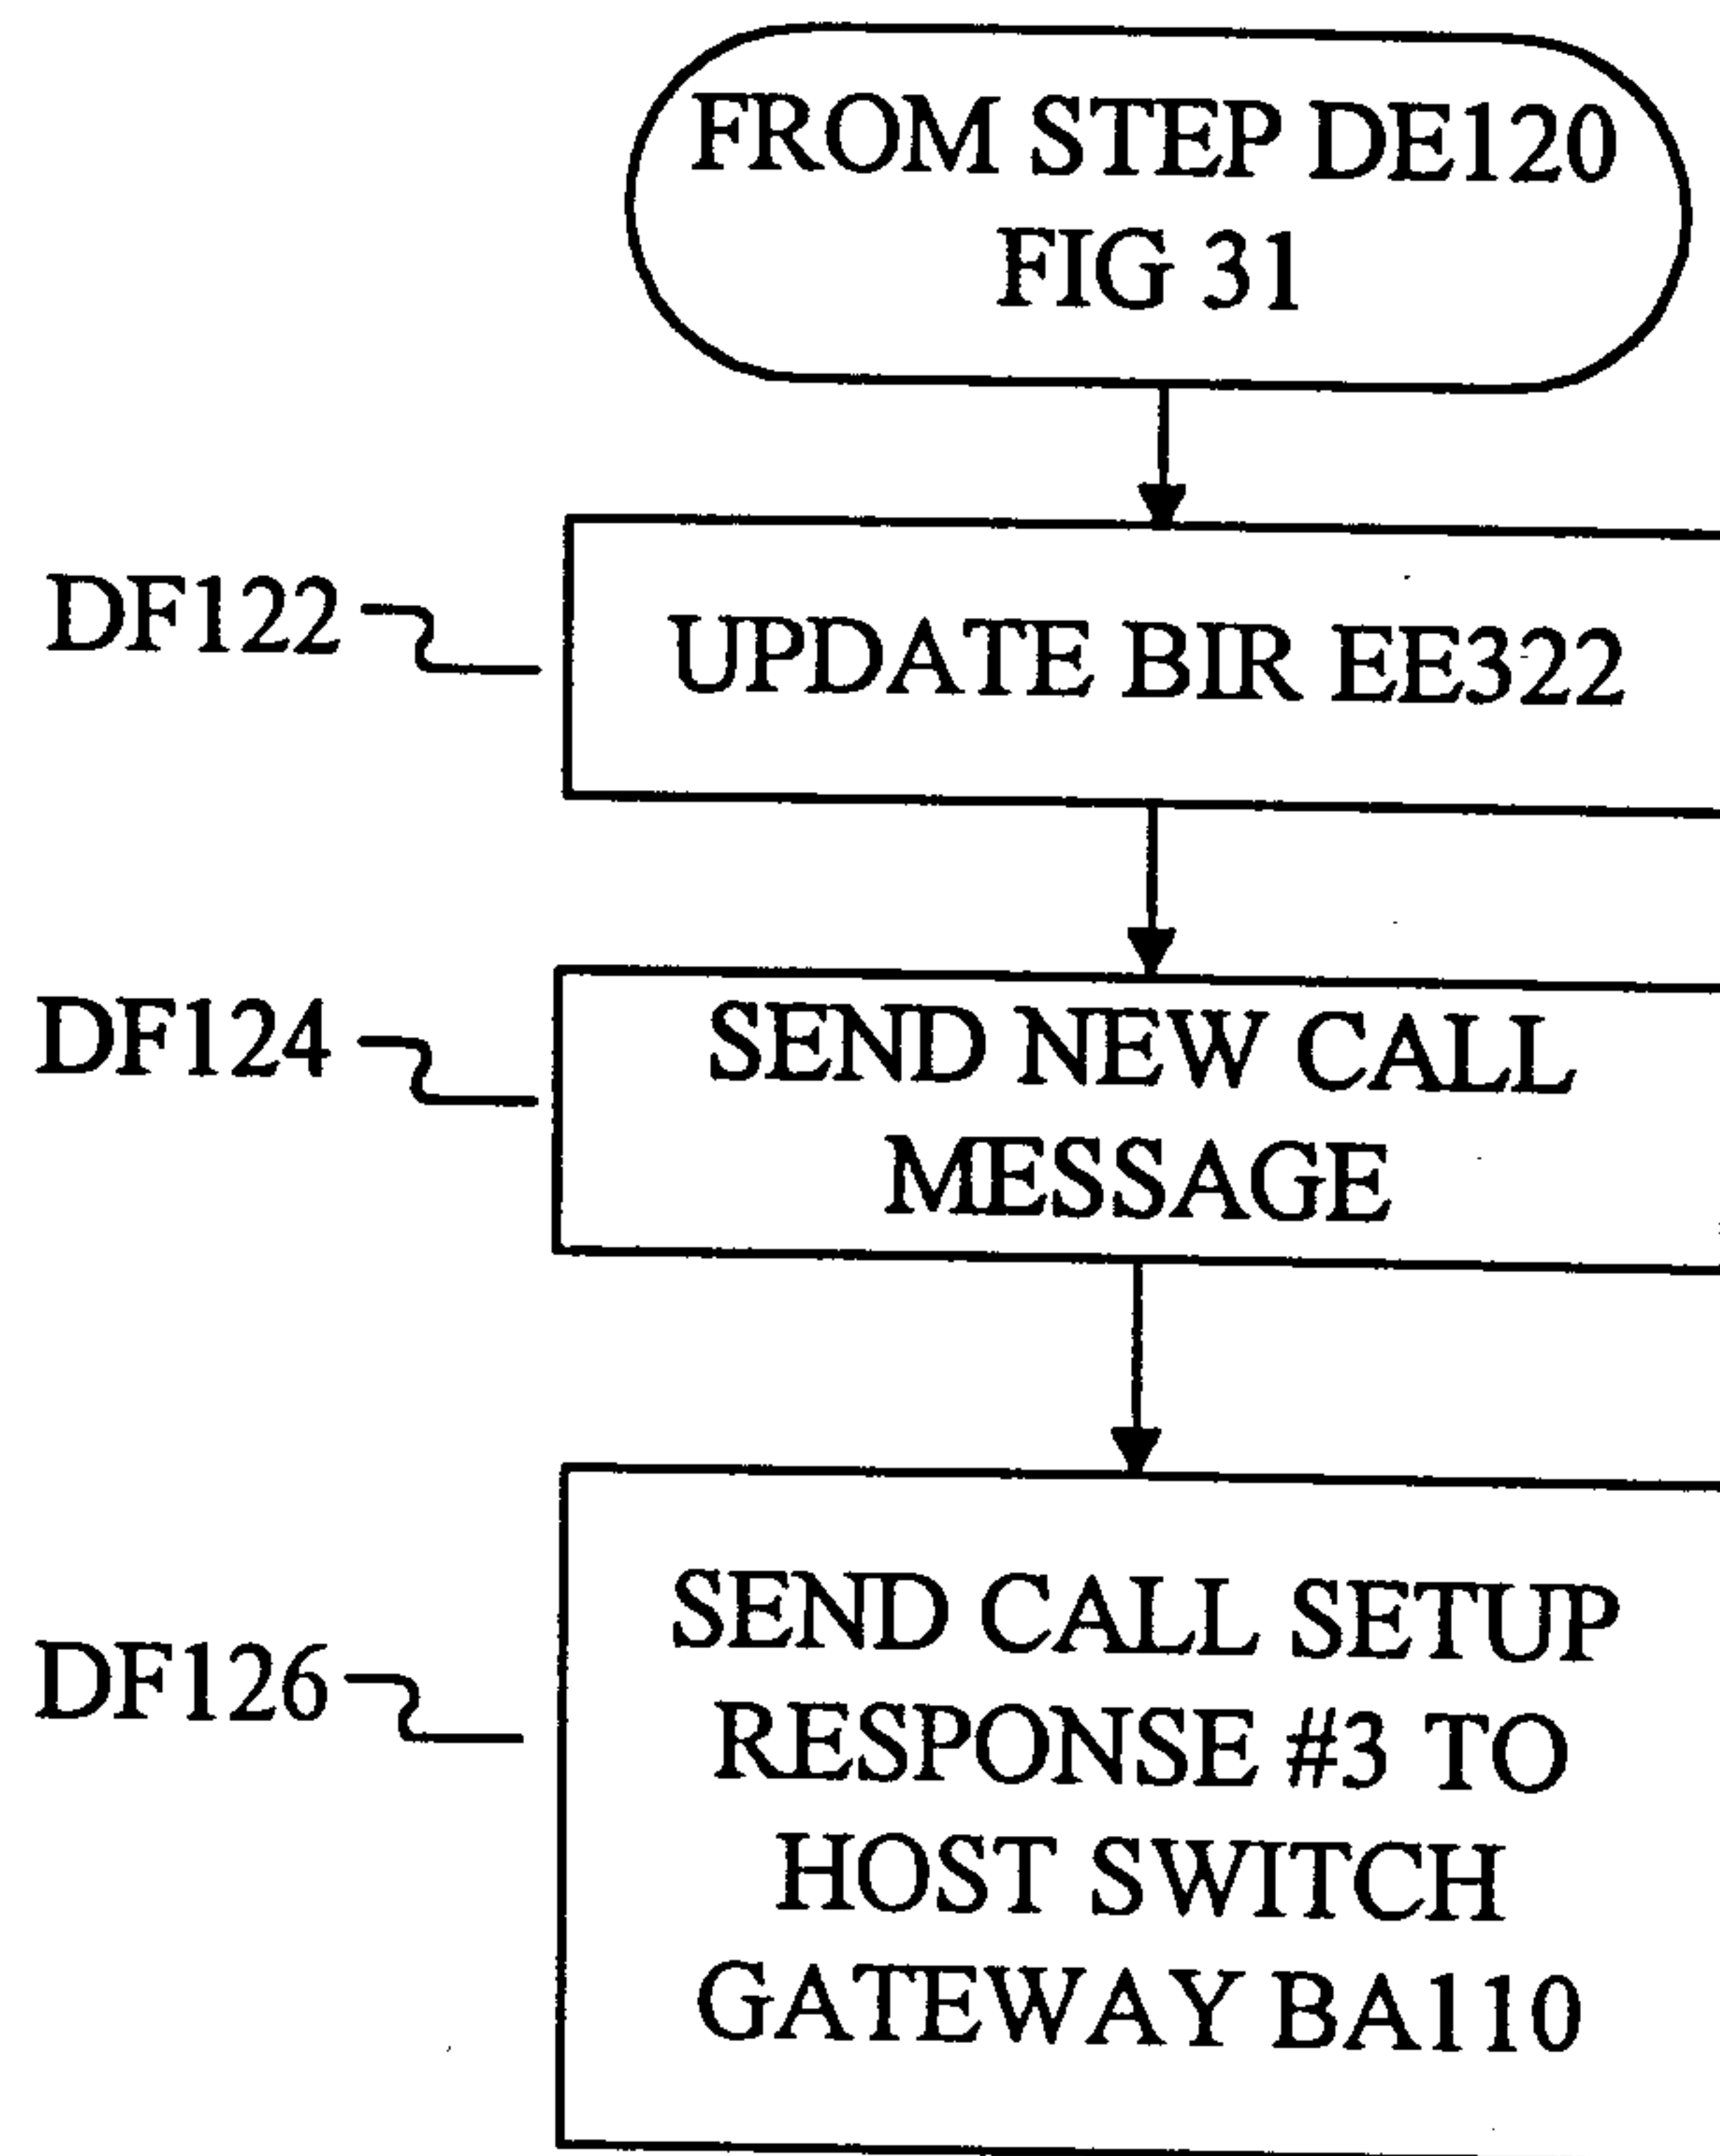 FROM STEP DE120
FIG 31
DF122
UPDATE BIR EE322
DF124
SEND NEW CALL
MESSAGE
DF126
SEND CALL SETUP
RESPONSE #3 TO
HOST SWITCH
GATEWAY BA110